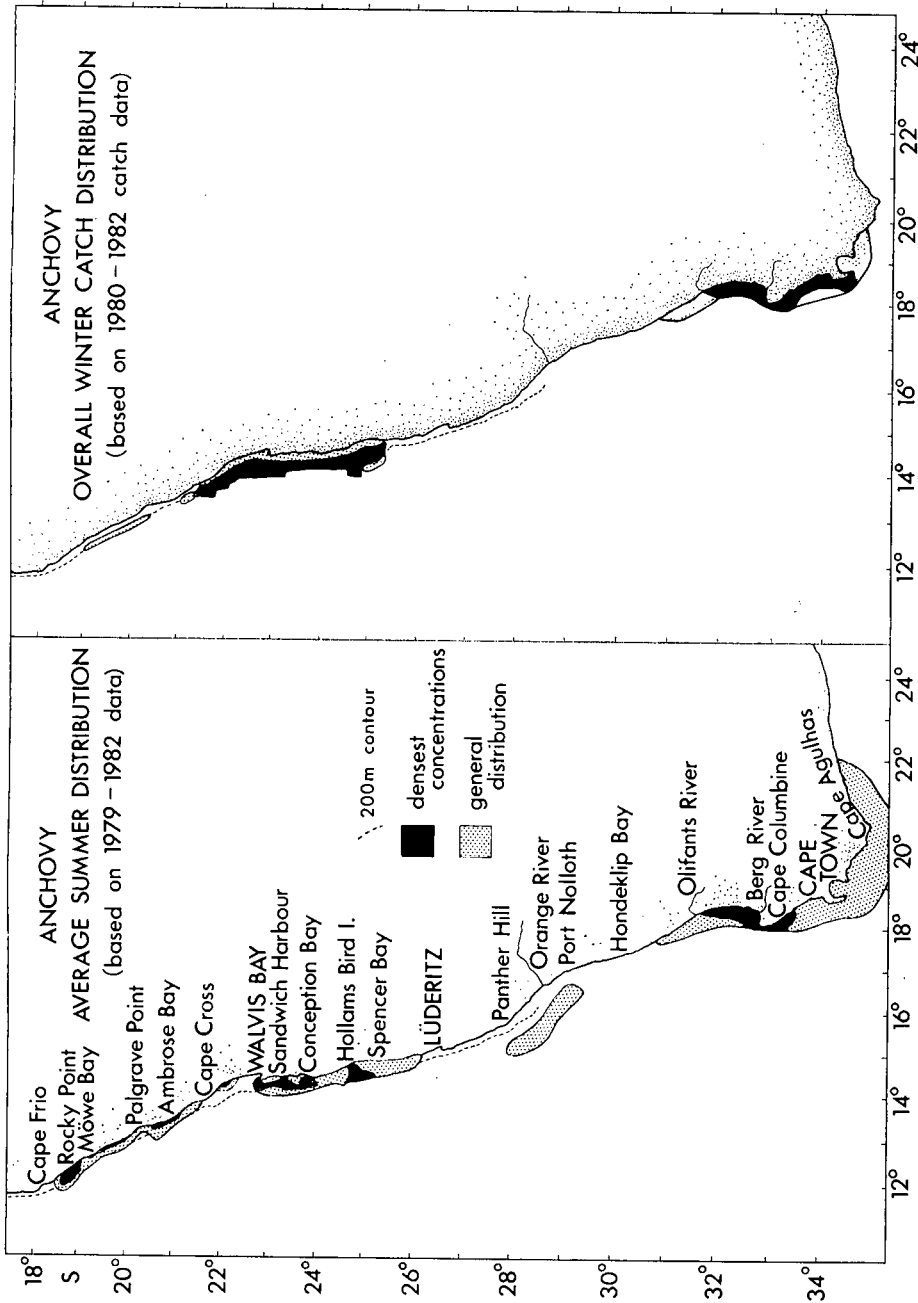 ANCHOVY
AVERAGE SUMMER DISTRIBUTION
(based on 1979-1982 data)
Cape Frio
Rocky Point
Möwe Bay
Palgrave Point
Ambrose Bay
Cape Cross
WALVIS BAY
Sandwich Harbour
Conception Bay
Hollams Bird I.
Spencer Bay
LÜDERITZ
Panther Hill
Orange River
Port Nolloth
Hondeklip Bay
Olifants River
Berg River
Cape Columbine
CAPE
TOWN
Cape Agulhas
200m contour
densest
concentrations
general
distribution
18°
S
20°
22°
24°
26°
28°
30°
32°
34°
12°
14°
16°
18°
20°
22°
24°
ANCHOVY
OVERALL WINTER CATCH DISTRIBUTION
(based on 1980-1982 catch data)
12°
14°
16°
18°
20°
22°
24°